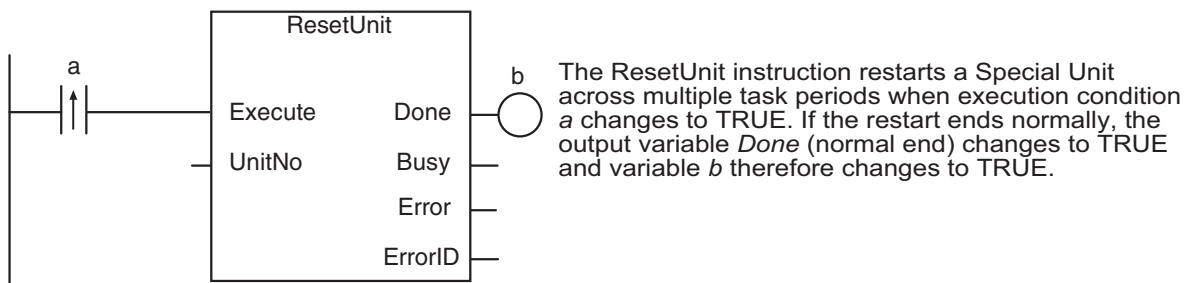 ResetUnit
a
b
Execute
Done
UnitNo
Busy
Error
ErrorID
The ResetUnit instruction restarts a Special Unit
across multiple task periods when execution condition
a changes to TRUE. If the restart ends normally, the
output variable Done (normal end) changes to TRUE
and variable b therefore changes to TRUE.